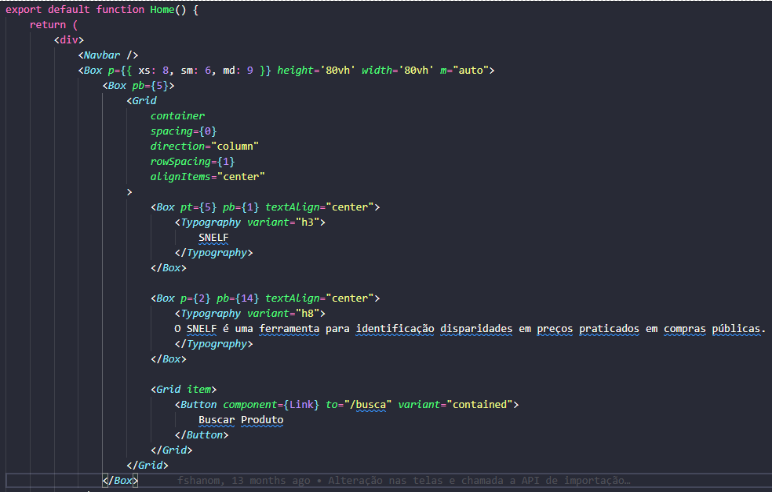 export default function Home() {
    return (
        <div>
            <Navbar />
            <Box p={{ xs: 8, sm: 6, md: 9 }} height='80vh' width='80vh' m="auto">
                <Box pb={5}>
                    <Grid
                        container
                        spacing={0}
                        direction="column"
                        rowSpacing={1}
                        alignItems="center"
                    >
                        <Box pt={5} pb={1} textAlign="center">
                            <Typography variant="h3">
                                SNELF
                            </Typography>
                        </Box>

                        <Box p={2} pb={14} textAlign="center">
                            <Typography variant="h8">
                            O SNELF é uma ferramenta para identificação disparidades em preços praticados em compras públicas.
                            </Typography>
                        </Box>

                        <Grid item>
                            <Button component={Link} to="/busca" variant="contained">
                                Buscar Produto
                            </Button>
                        </Grid>
                    </Grid>
                </Box>      fshanom, 13 months ago • Alteração nas telas e chamada a API de importação…